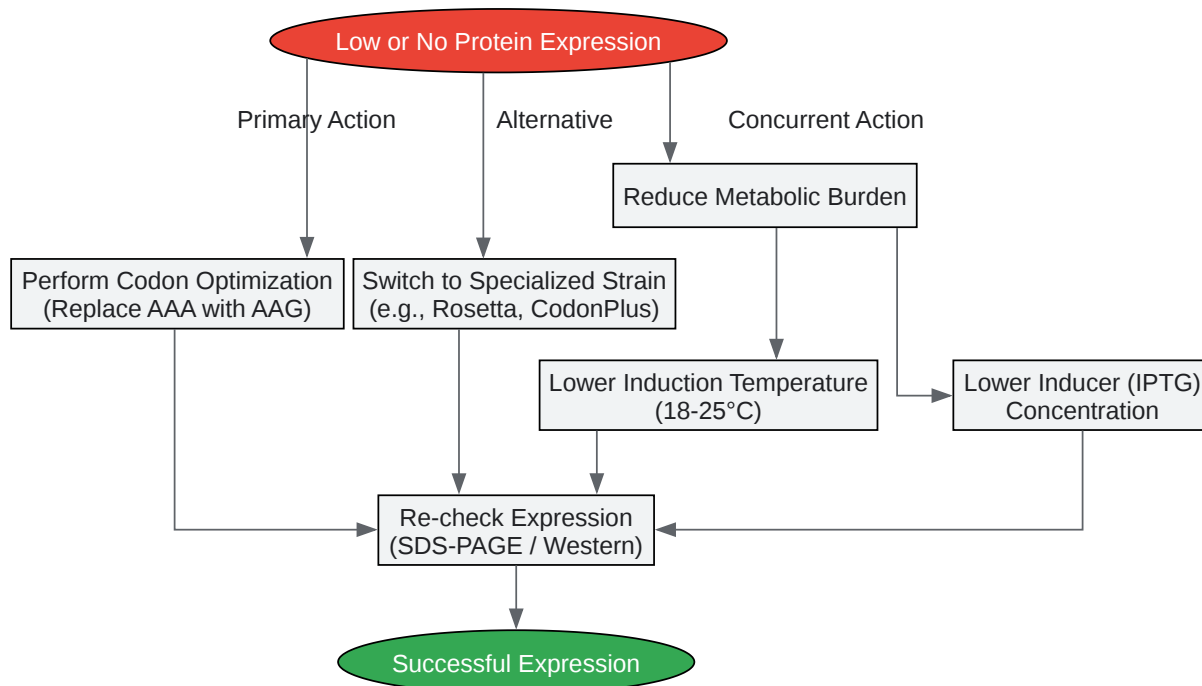 Low or No Protein Expression
Primary Action
Alternative
Concurrent Action
Reduce Metabolic Burden
Perform Codon Optimization
(Replace AAA with AAG)
Switch to Specialized Strain
(e.g., Rosetta, CodonPlus)
Lower Induction Temperature
(18-25°C)
Lower Inducer (IPTG)
Concentration
Re-check Expression
(SDS-PAGE / Western)
Successful Expression